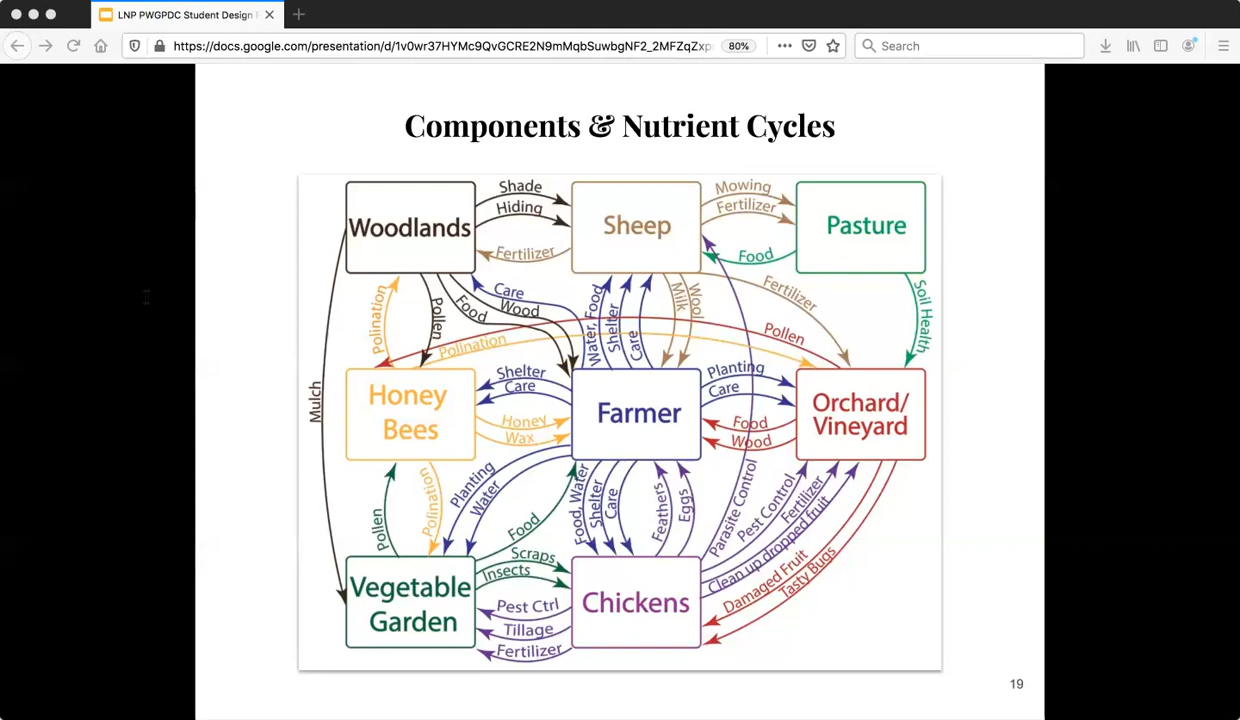 LNP PWGPDC Student Design
https://docs.google.com/presentation/d/1v0wr37HYMc9QvGCRE2N9mMqbSuwbgNF2_2MFZqZxp
80%
Search
Components & Nutrient Cycles
Woodlands
Shade
Hiding
Fertilizer
Sheep
Mowing
Fertilizer
Food
Pasture
Polination
Pollen
Food
Wood
Care
Water, Food
Shelter
Care
Milk
Wool
Fertilizer
Soil Health
Pollen
Polination
Mulch
Honey
Bees
Shelter
Care
Honey
Wax
Farmer
Planting
Care
Food
Wood
Orchard/
Vineyard
Pollen
Polination
Planting
Water
Food
Food, Water
Shelter
Care
Feathers
Eggs
Parasite Control
Pest Control
Fertilizer
Clean up dropped fruit
Damaged Fruit
Tasty Bugs
Vegetable
Garden
Scraps
Insects
Pest Ctrl
Tillage
Fertilizer
Chickens
19